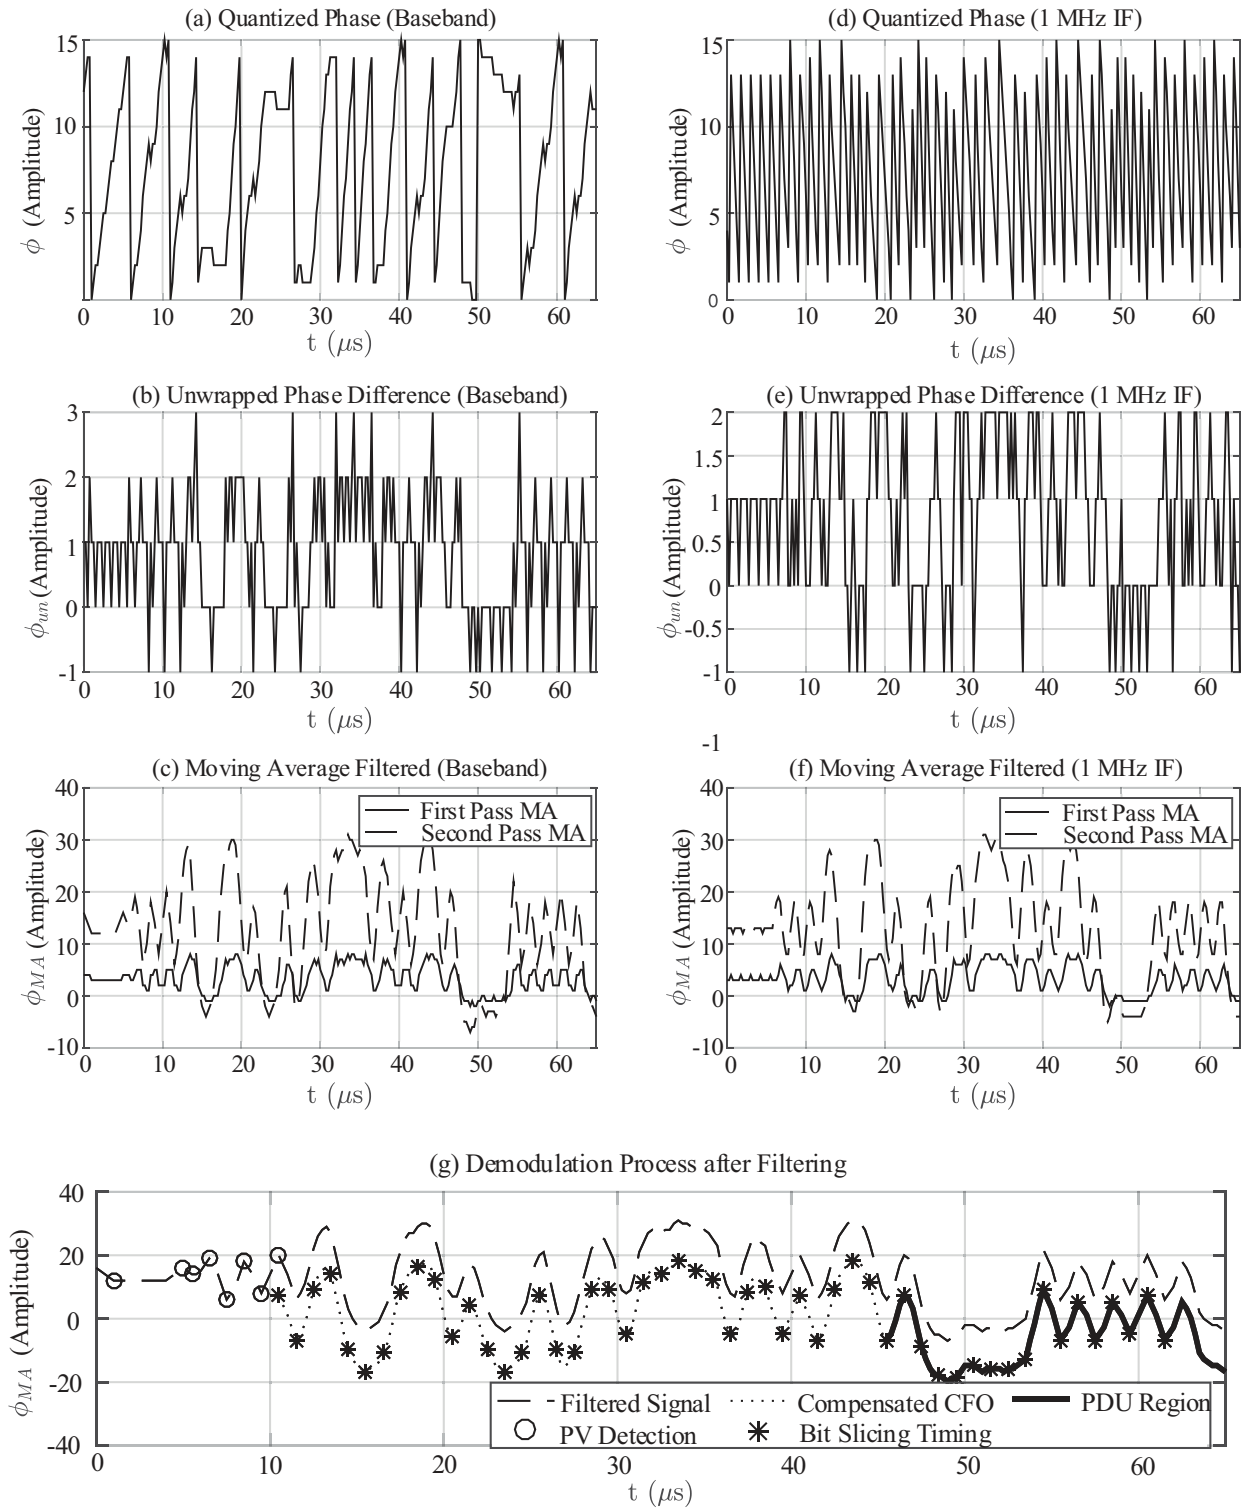 (a) Quantized Phase (Baseband)
15
10
5
0
ϕ (Amplitude)
0 10 20 30 40 50 60
t (μs)
(d) Quantized Phase (1 MHz IF)
15
10
5
0
ϕ (Amplitude)
0 10 20 30 40 50 60
t (μs)
(b) Unwrapped Phase Difference (Baseband)
3
2
1
0
-1
ϕun (Amplitude)
0 10 20 30 40 50 60
t (μs)
(e) Unwrapped Phase Difference (1 MHz IF)
2
1.5
1
0.5
0
-0.5
-1
ϕun (Amplitude)
0 10 20 30 40 50 60
t (μs)
-1
(c) Moving Average Filtered (Baseband)
40
30
20
10
0
-10
ϕMA (Amplitude)
First Pass MA
Second Pass MA
0 10 20 30 40 50 60
t (μs)
(f) Moving Average Filtered (1 MHz IF)
40
30
20
10
0
-10
ϕMA (Amplitude)
First Pass MA
Second Pass MA
0 10 20 30 40 50 60
t (μs)
(g) Demodulation Process after Filtering
40
20
0
-20
-40
ϕMA (Amplitude)
Filtered Signal Compensated CFO PDU Region
PV Detection Bit Slicing Timing
0 10 20 30 40 50 60
t (μs)